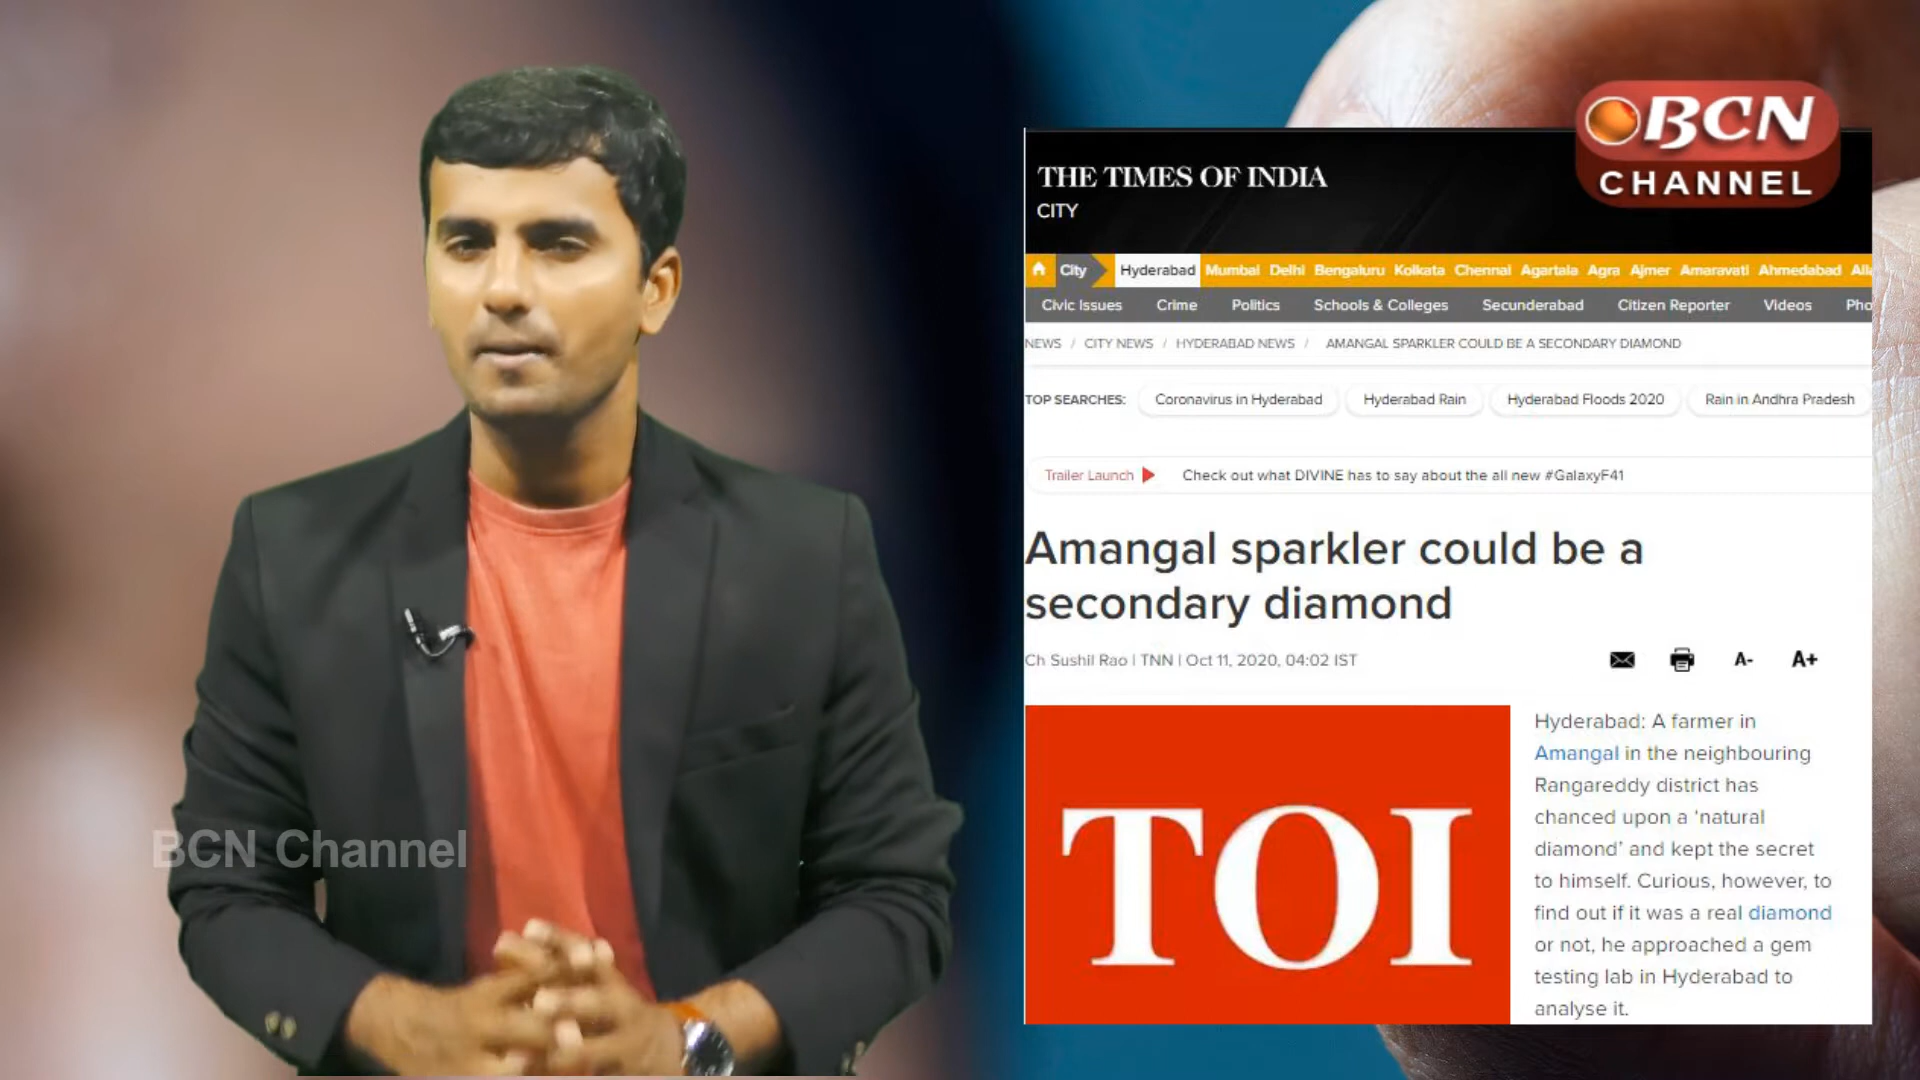 BCN
CHANNEL
THE TIMES OF INDIA
CITY
City Hyderabad Mumbai Delhi Bengaluru Kolkata Chennai Agartala Agra Ajmer Amaravati Ahmedabad
Civic Issues Crime Politics Schools & Colleges Secunderabad Citizen Reporter Videos
NEWS / CITY NEWS / HYDERABAD NEWS / AMANGAL SPARKLER COULD BE A SECONDARY DIAMOND
TOP SEARCHES: Coronavirus in Hyderabad Hyderabad Rain Hyderabad Floods 2020 Rain in Andhra Pradesh
Trailer Launch Check out what DIVINE has to say about the all new #GalaxyF41
Amangal sparkler could be a
secondary diamond
Ch Sushil Rao | TNN | Oct 11, 2020, 04:02 IST
A- A+
TOI
Hyderabad: A farmer in
Amangal in the neighbouring
Rangareddy district has
chanced upon a 'natural
diamond' and kept the secret
to himself. Curious, however, to
find out if it was a real diamond
or not, he approached a gem
testing lab in Hyderabad to
analyse it.
BCN Channel